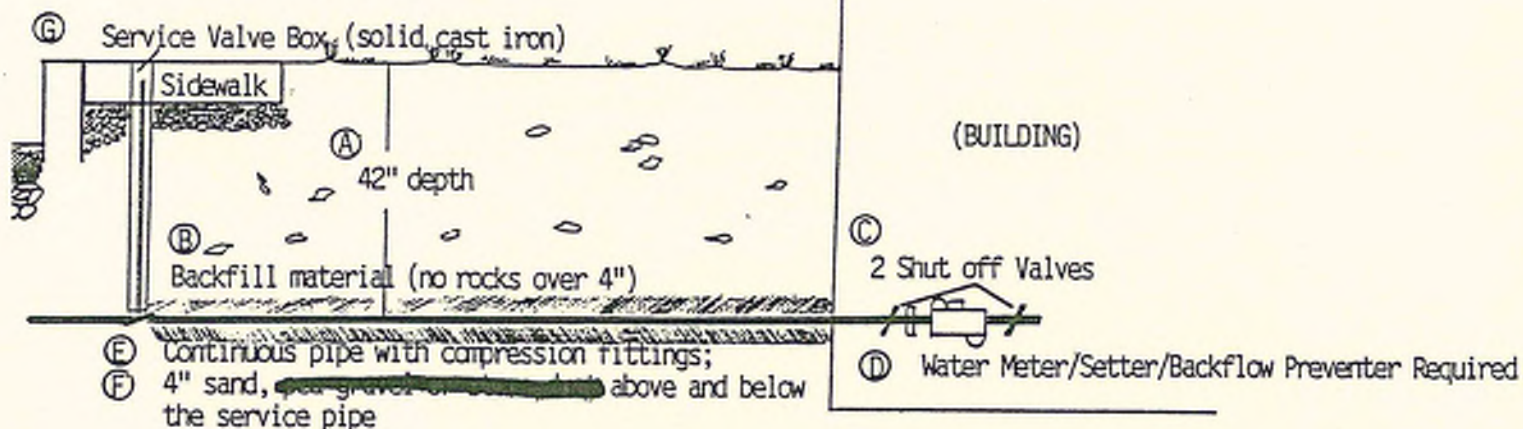 G Service Valve Box (solid cast iron)
Sidewalk
A
42" depth
(BUILDING)
B
Backfill material (no rocks over 4")
C
2 Shut off Valves
E Continuous pipe with compression fittings;
F 4" sand, above and below
the service pipe
D Water Meter/Setter/Backflow Preventer Required